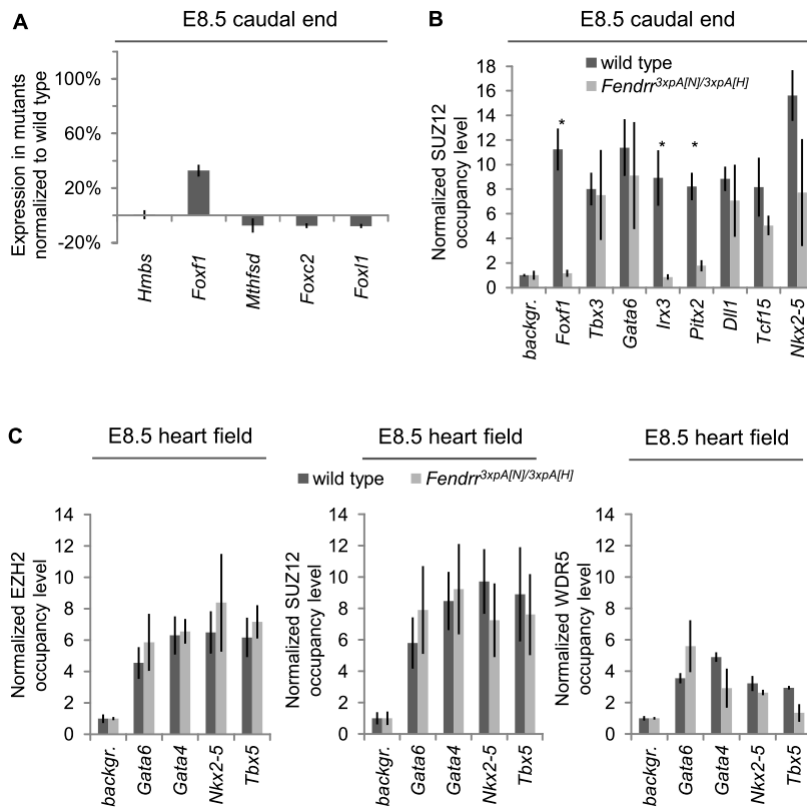 A
E8.5 caudal end
Expression in mutants
normalized to wild type
100%
60%
20%
-20%
Hmbs
Foxf1
Mthfsd
Foxc2
Foxl1
B
E8.5 caudal end
wild type
Fendrr3xpA[N]/3xpA[H]
Normalized SUZ12
occupancy level
18
16
14
12
10
8
6
4
2
0
*
*
*
backgr.
Foxf1
Tbx3
Gata6
Irx3
Pitx2
Dll1
Tcf15
Nkx2-5
C
E8.5 heart field
E8.5 heart field
E8.5 heart field
wild type
Fendrr3xpA[N]/3xpA[H]
Normalized EZH2
occupancy level
14
12
10
8
6
4
2
0
backgr.
Gata6
Gata4
Nkx2-5
Tbx5
Normalized SUZ12
occupancy level
14
12
10
8
6
4
2
0
backgr.
Gata6
Gata4
Nkx2-5
Tbx5
Normalized WDR5
occupancy level
14
12
10
8
6
4
2
0
backgr.
Gata6
Gata4
Nkx2-5
Tbx5